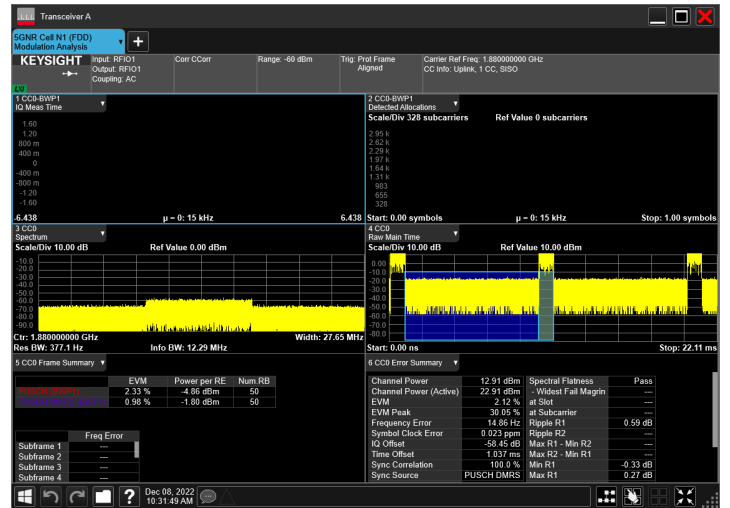 Transceiver A
5GNR Cell N1 (FDD)
Modulation Analysis
KEYSIGHT
Input: RFIO1
Output: RFIO1
Coupling: AC
Corr CCorr
Range: -60 dBm
Trig: Prot Frame
Aligned
Carrier Ref Freq: 1.880000000 GHz
CC Info: Uplink, 1 CC, SISO
LXI
1 CC0-BWP1
IQ Meas Time
1.60
1.20
800 m
400 m
0
-400 m
-800 m
-1.20
-1.60
-6.438
µ = 0: 15 kHz
6.438
2 CC0-BWP1
Detected Allocations
Scale/Div 328 subcarriers
Ref Value 0 subcarriers
2.95 k
2.62 k
2.29 k
1.97 k
1.64 k
1.31 k
983
655
328
Start: 0.00 symbols
µ = 0: 15 kHz
Stop: 1.00 symbols
3 CC0
Spectrum
Scale/Div 10.00 dB
Ref Value 0.00 dBm
-10.0
-20.0
-30.0
-40.0
-50.0
-60.0
-70.0
-80.0
-90.0
Ctr: 1.880000000 GHz
Width: 27.65 MHz
Res BW: 377.1 Hz
Info BW: 12.29 MHz
4 CC0
Raw Main Time
Scale/Div 10.00 dB
Ref Value 10.00 dBm
0.00
-10.0
-20.0
-30.0
-40.0
-50.0
-60.0
-70.0
-80.0
Start: 0.00 ns
Stop: 22.11 ms
5 CC0 Frame Summary
EVM Power per RE Num.RB
2.33 % -4.86 dBm 50
0.98 % -1.80 dBm 50
Freq Error
Subframe 1 ---
Subframe 2 ---
Subframe 3 ---
Subframe 4 ---
6 CC0 Error Summary
Channel Power 12.91 dBm Spectral Flatness Pass
Channel Power (Active) 22.91 dBm - Widest Fail Magrin ---
EVM 2.12 % at Slot ---
EVM Peak 30.05 % at Subcarrier ---
Frequency Error 14.86 Hz Ripple R1 0.59 dB
Symbol Clock Error 0.023 ppm Ripple R2 ---
IQ Offset -58.45 dB Max R1 - Min R2 ---
Time Offset 1.037 ms Max R2 - Min R1 ---
Sync Correlation 100.0 % Min R1 -0.33 dB
Sync Source PUSCH DMRS Max R1 0.27 dB
Dec 08, 2022
10:31:49 AM